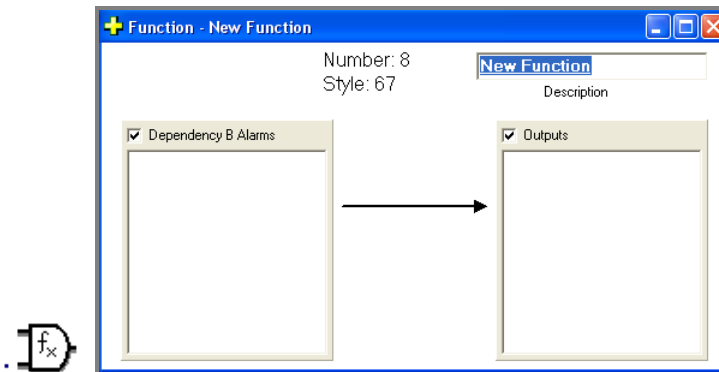 Function - New Function
Number: 8
New Function
Style: 67
Description
Dependency B Alarms
Outputs
. fx